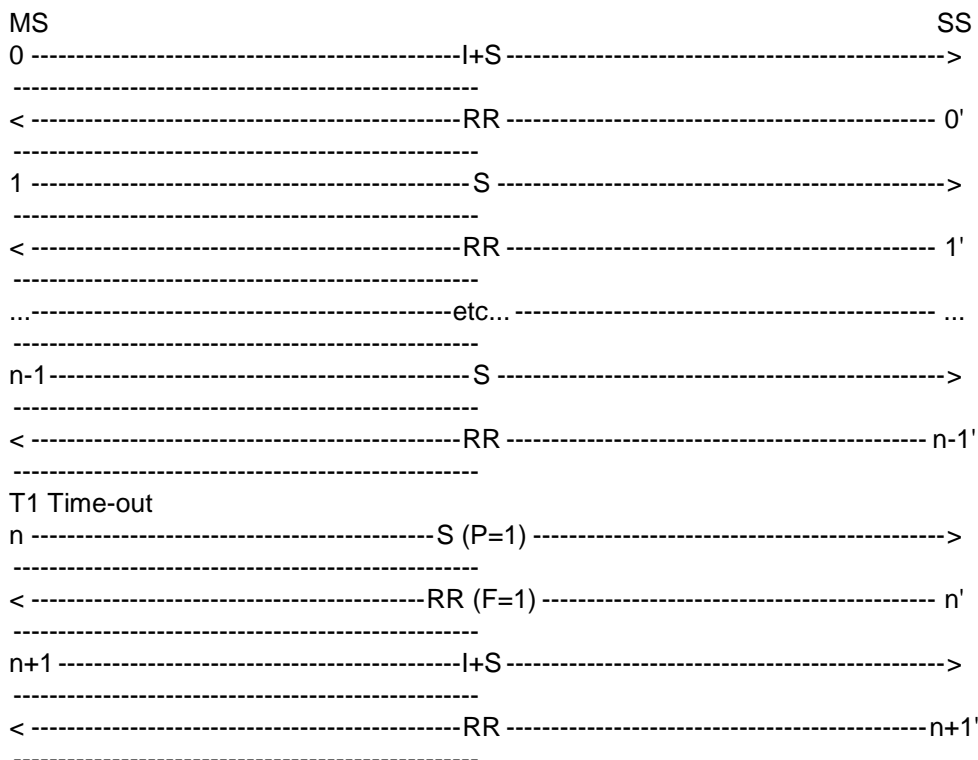 MS SS
0 ------------------------------------------------I+S ------------------------------------------------->
----------------------------------------------------
< ------------------------------------------------RR ------------------------------------------------ 0'
----------------------------------------------------
1 ------------------------------------------------- S -------------------------------------------------->
----------------------------------------------------
< ------------------------------------------------RR ------------------------------------------------ 1'
----------------------------------------------------
...-----------------------------------------------etc... ----------------------------------------------- ...
----------------------------------------------------
n-1----------------------------------------------- S -------------------------------------------------->
----------------------------------------------------
< ------------------------------------------------RR ----------------------------------------------- n-1'
----------------------------------------------------
T1 Time-out
n ---------------------------------------------S (P=1) ---------------------------------------------->
----------------------------------------------------
< --------------------------------------------RR (F=1) -------------------------------------------- n'
----------------------------------------------------
n+1 ---------------------------------------------I+S ------------------------------------------------->
----------------------------------------------------
< ------------------------------------------------RR -----------------------------------------------n+1'
----------------------------------------------------